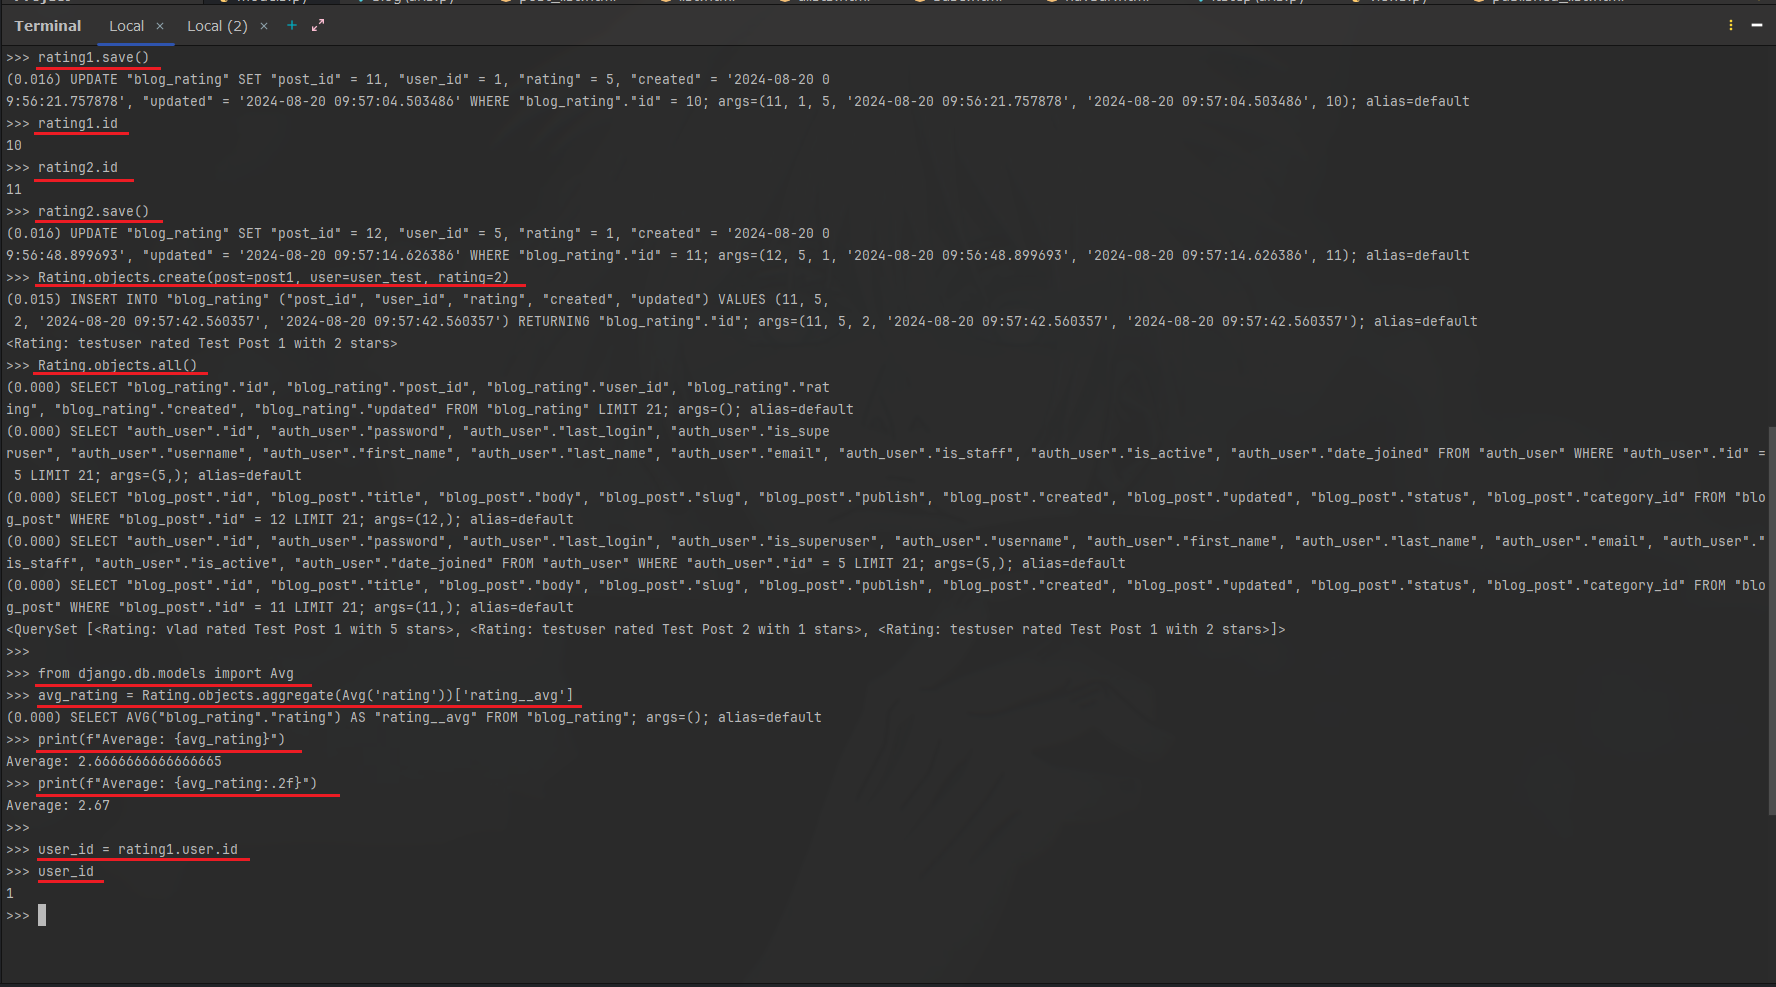 Terminal
Local × Local (2) × +
>>> rating1.save()
(0.016) UPDATE "blog_rating" SET "post_id" = 11, "user_id" = 1, "rating" = 5, "created" = '2024-08-20 0
9:56:21.757878', "updated" = '2024-08-20 09:57:04.503486' WHERE "blog_rating"."id" = 10; args=(11, 1, 5, '2024-08-20 09:56:21.757878', '2024-08-20 09:57:04.503486', 10); alias=default
>>> rating1.id
10
>>> rating2.id
11
>>> rating2.save()
(0.016) UPDATE "blog_rating" SET "post_id" = 12, "user_id" = 5, "rating" = 1, "created" = '2024-08-20 0
9:56:48.899693', "updated" = '2024-08-20 09:57:14.626386' WHERE "blog_rating"."id" = 11; args=(12, 5, 1, '2024-08-20 09:56:48.899693', '2024-08-20 09:57:14.626386', 11); alias=default
>>> Rating.objects.create(post=post1, user=user_test, rating=2)
(0.015) INSERT INTO "blog_rating" ("post_id", "user_id", "rating", "created", "updated") VALUES (11, 5,
 2, '2024-08-20 09:57:42.560357', '2024-08-20 09:57:42.560357') RETURNING "blog_rating"."id"; args=(11, 5, 2, '2024-08-20 09:57:42.560357', '2024-08-20 09:57:42.560357'); alias=default
<Rating: testuser rated Test Post 1 with 2 stars>
>>> Rating.objects.all()
(0.000) SELECT "blog_rating"."id", "blog_rating"."post_id", "blog_rating"."user_id", "blog_rating"."rat
ing", "blog_rating"."created", "blog_rating"."updated" FROM "blog_rating" LIMIT 21; args=(); alias=default
(0.000) SELECT "auth_user"."id", "auth_user"."password", "auth_user"."last_login", "auth_user"."is_supe
ruser", "auth_user"."username", "auth_user"."first_name", "auth_user"."last_name", "auth_user"."email", "auth_user"."is_staff", "auth_user"."is_active", "auth_user"."date_joined" FROM "auth_user" WHERE "auth_user"."id" =
 5 LIMIT 21; args=(5,); alias=default
(0.000) SELECT "blog_post"."id", "blog_post"."title", "blog_post"."body", "blog_post"."slug", "blog_post"."publish", "blog_post"."created", "blog_post"."updated", "blog_post"."status", "blog_post"."category_id" FROM "blo
g_post" WHERE "blog_post"."id" = 12 LIMIT 21; args=(12,); alias=default
(0.000) SELECT "auth_user"."id", "auth_user"."password", "auth_user"."last_login", "auth_user"."is_superuser", "auth_user"."username", "auth_user"."first_name", "auth_user"."last_name", "auth_user"."email", "auth_user"."
is_staff", "auth_user"."is_active", "auth_user"."date_joined" FROM "auth_user" WHERE "auth_user"."id" = 5 LIMIT 21; args=(5,); alias=default
(0.000) SELECT "blog_post"."id", "blog_post"."title", "blog_post"."body", "blog_post"."slug", "blog_post"."publish", "blog_post"."created", "blog_post"."updated", "blog_post"."status", "blog_post"."category_id" FROM "blo
g_post" WHERE "blog_post"."id" = 11 LIMIT 21; args=(11,); alias=default
<QuerySet [<Rating: vlad rated Test Post 1 with 5 stars>, <Rating: testuser rated Test Post 2 with 1 stars>, <Rating: testuser rated Test Post 1 with 2 stars>]>
>>>
>>> from django.db.models import Avg
>>> avg_rating = Rating.objects.aggregate(Avg('rating'))['rating__avg']
(0.000) SELECT AVG("blog_rating"."rating") AS "rating__avg" FROM "blog_rating"; args=(); alias=default
>>> print(f"Average: {avg_rating}")
Average: 2.6666666666666665
>>> print(f"Average: {avg_rating:.2f}")
Average: 2.67
>>>
>>> user_id = rating1.user.id
>>> user_id
1
>>>